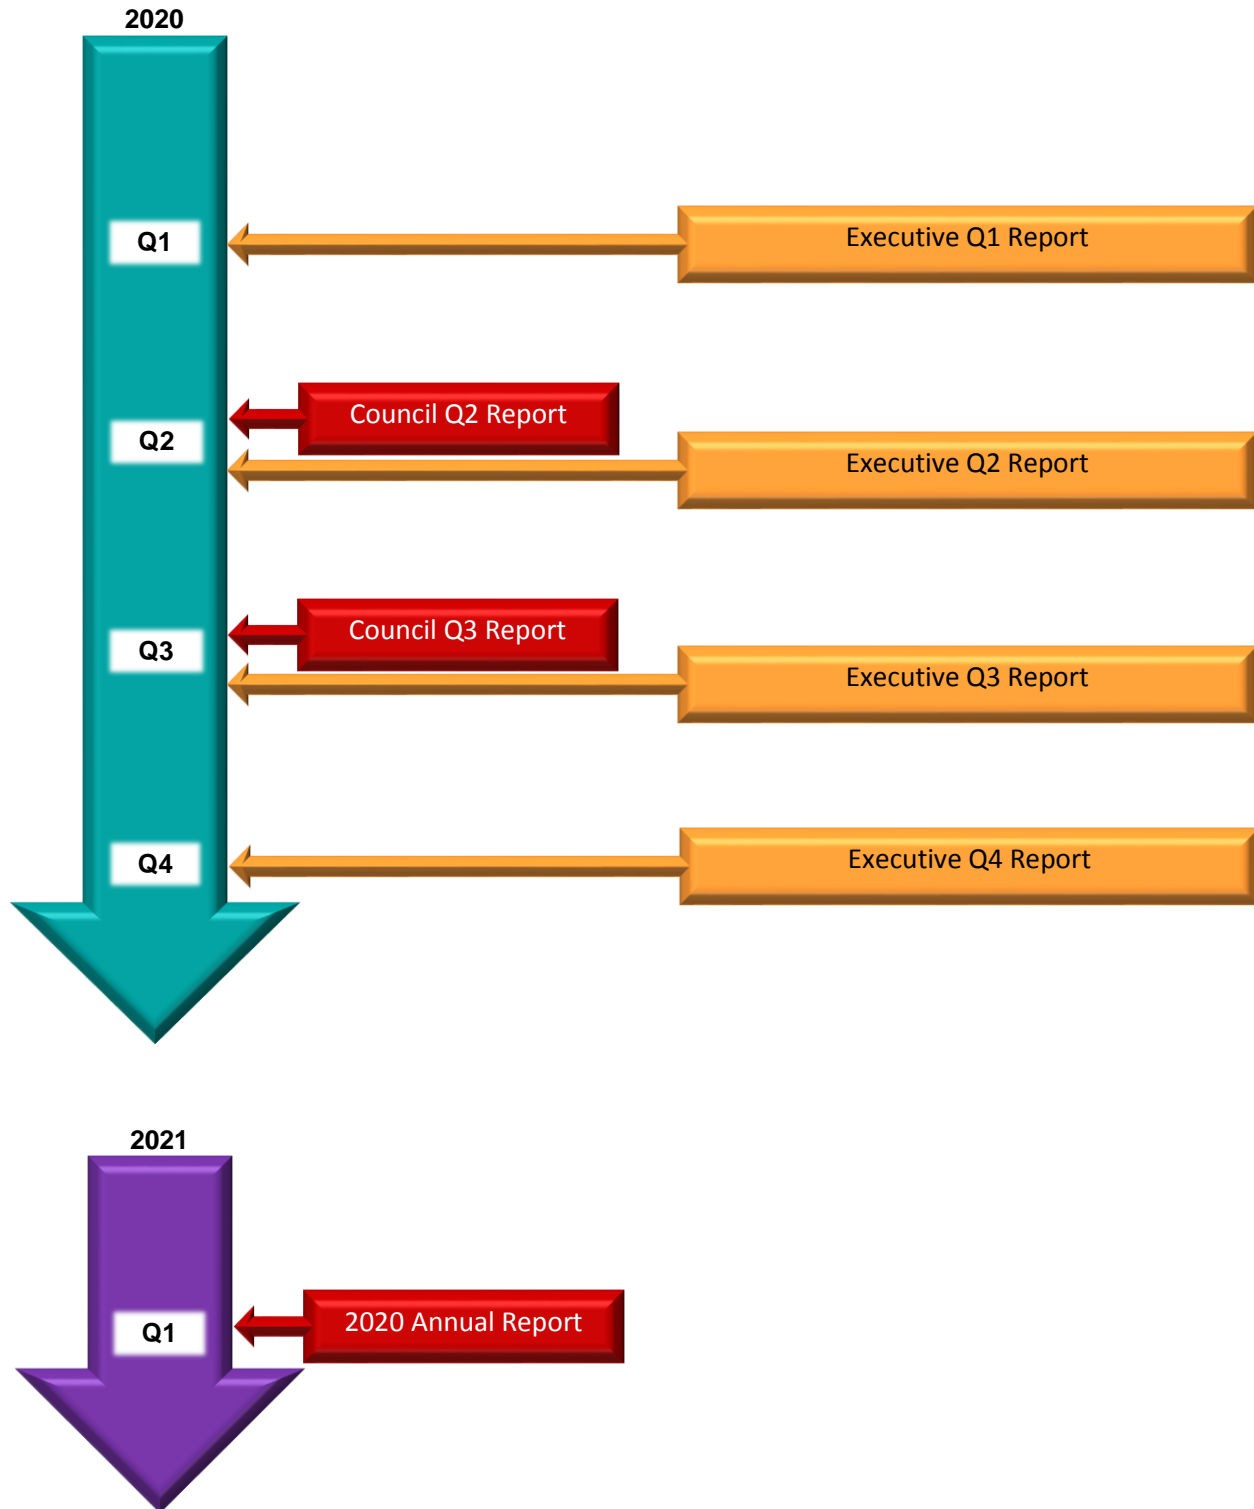 2020
Q1
Executive Q1 Report
Council Q2 Report
Q2
Executive Q2 Report
Council Q3 Report
Q3
Executive Q3 Report
Q4
Executive Q4 Report
2021
Q1
2020 Annual Report